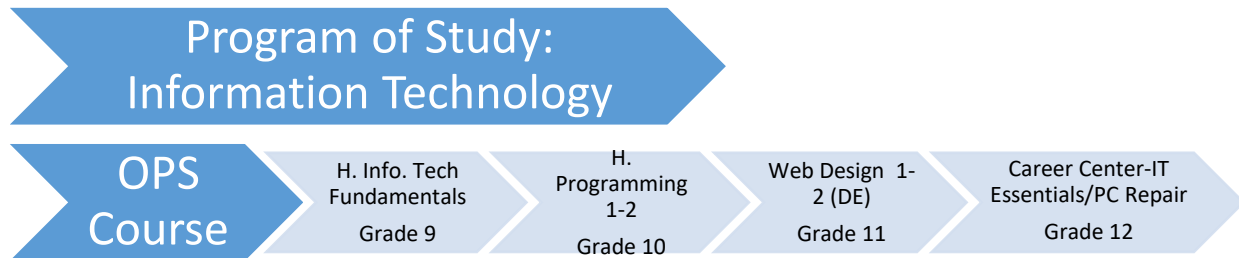 Program of Study:
Information Technology
OPS
Course
H. Info. Tech
Fundamentals
Grade 9
H.
Programming
1-2
Grade 10
Web Design 1-
2 (DE)
Grade 11
Career Center-IT
Essentials/PC Repair
Grade 12